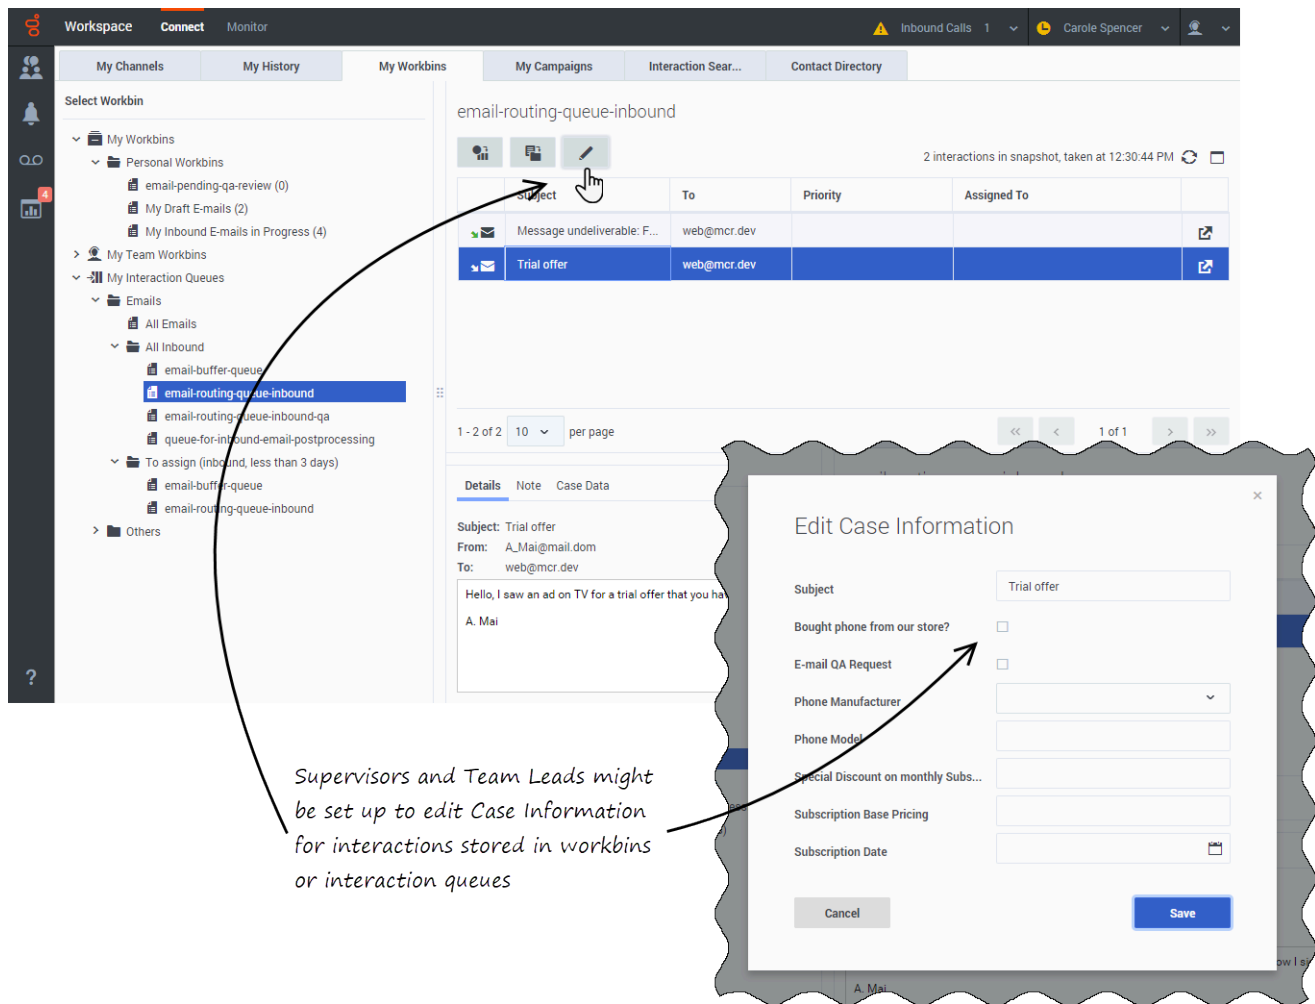 Workspace Connect Monitor Inbound Calls 1 Carole Spencer
My Channels My History My Workbins My Campaigns Interaction Sear... Contact Directory
Select Workbin
My Workbins
Personal Workbins
email-pending-qa-review (0)
My Draft E-mails (2)
My Inbound E-mails in Progress (4)
My Team Workbins
My Interaction Queues
Emails
All Emails
All Inbound
email-buffer-queue
email-routing-queue-inbound
email-routing-queue-inbound-qa
queue-for-inbound-email-postprocessing
To assign (inbound, less than 3 days)
email-buffer-queue
email-routing-queue-inbound
Others
4
?
email-routing-queue-inbound
2 interactions in snapshot, taken at 12:30:44 PM
Subject To Priority Assigned To
Message undeliverable: F... web@mcr.dev
Trial offer web@mcr.dev
1 - 2 of 2 10 per page 1 of 1
Details Note Case Data
Subject: Trial offer
From: A_Mai@mail.dom
To: web@mcr.dev
Hello, I saw an ad on TV for a trial offer that you hav
A. Mai
Edit Case Information
Subject Trial offer
Bought phone from our store?
E-mail QA Request
Phone Manufacturer
Phone Model
Special Discount on monthly Subs...
Subscription Base Pricing
Subscription Date
Cancel Save
ow I si
A. Mai
Supervisors and Team Leads might
be set up to edit Case Information
for interactions stored in workbins
or interaction queues